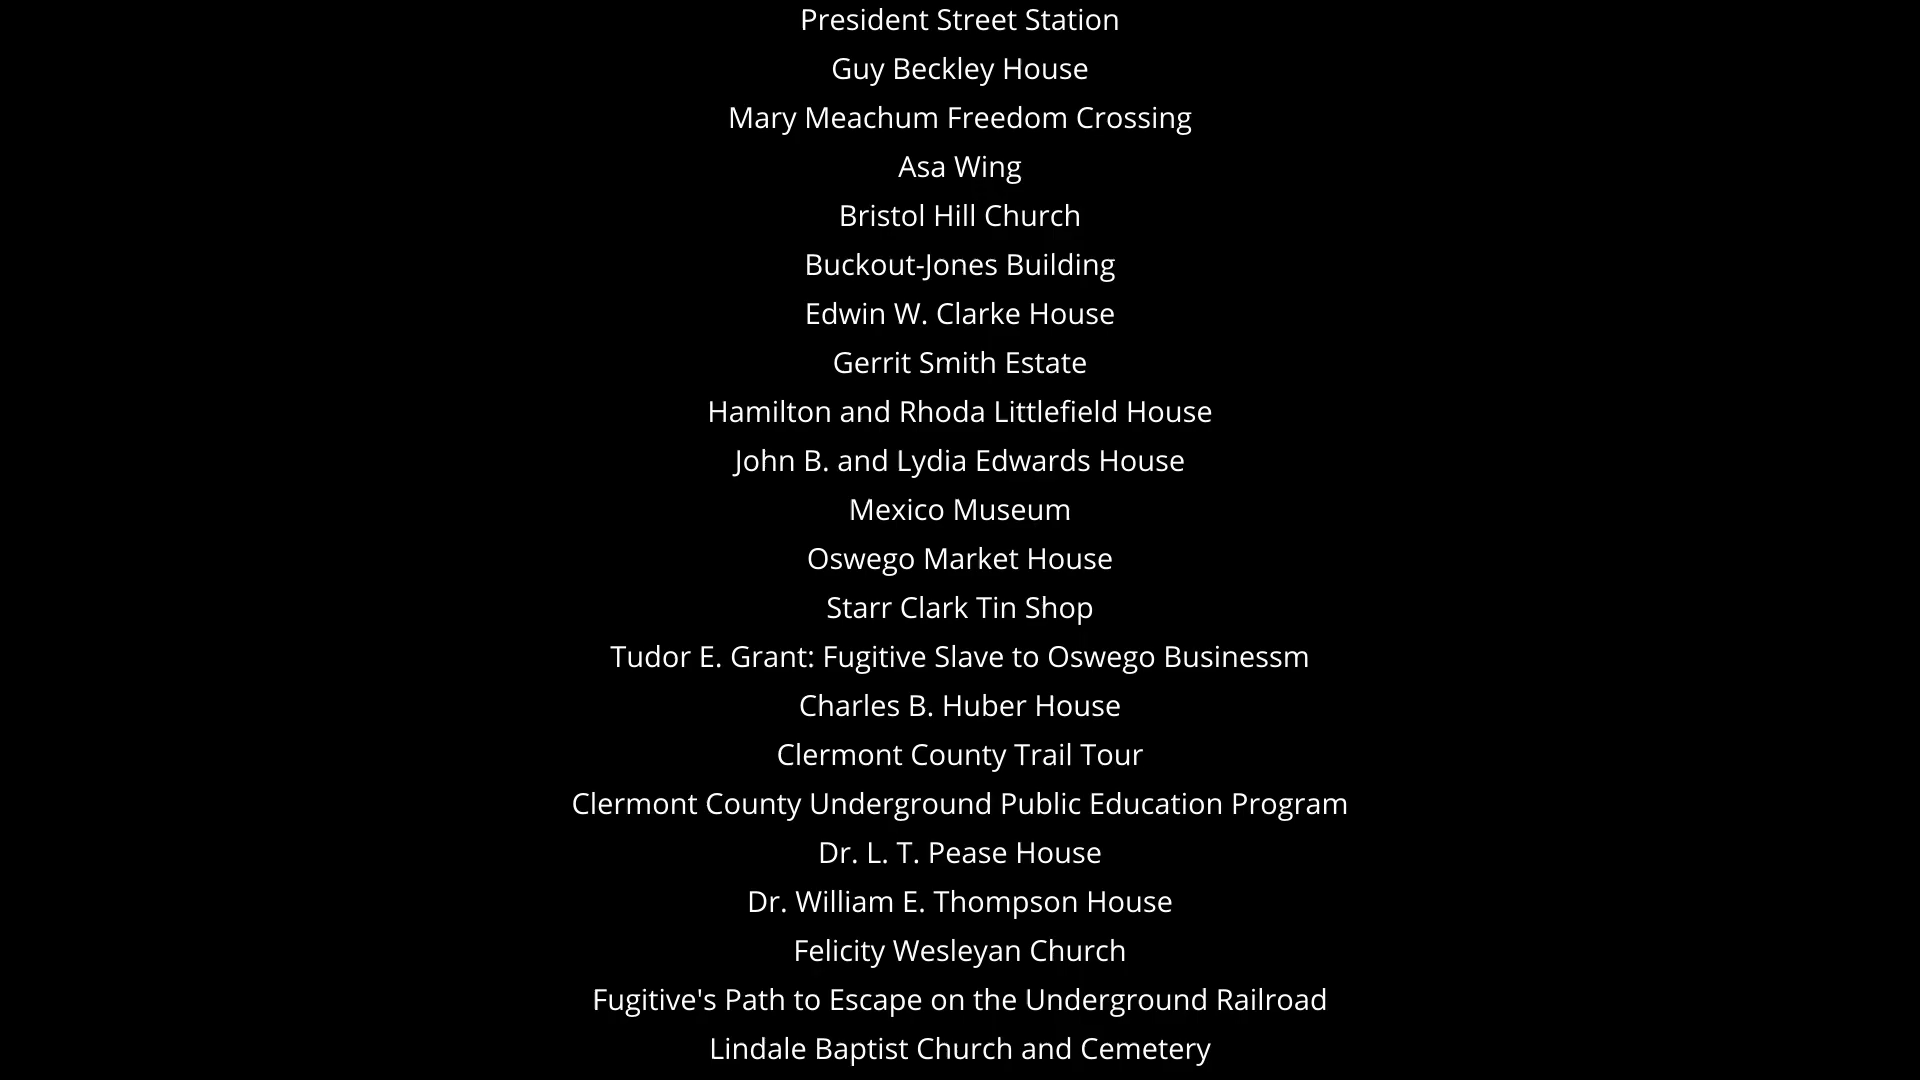 President Street Station
Guy Beckley House
Mary Meachum Freedom Crossing
Asa Wing
Bristol Hill Church
Buckout-Jones Building
Edwin W. Clarke House
Gerrit Smith Estate
Hamilton and Rhoda Littlefield House
John B. and Lydia Edwards House
Mexico Museum
Oswego Market House
Starr Clark Tin Shop
Tudor E. Grant: Fugitive Slave to Oswego Businessm
Charles B. Huber House
Clermont County Trail Tour
Clermont County Underground Public Education Program
Dr. L. T. Pease House
Dr. William E. Thompson House
Felicity Wesleyan Church
Fugitive's Path to Escape on the Underground Railroad
Lindale Baptist Church and Cemetery